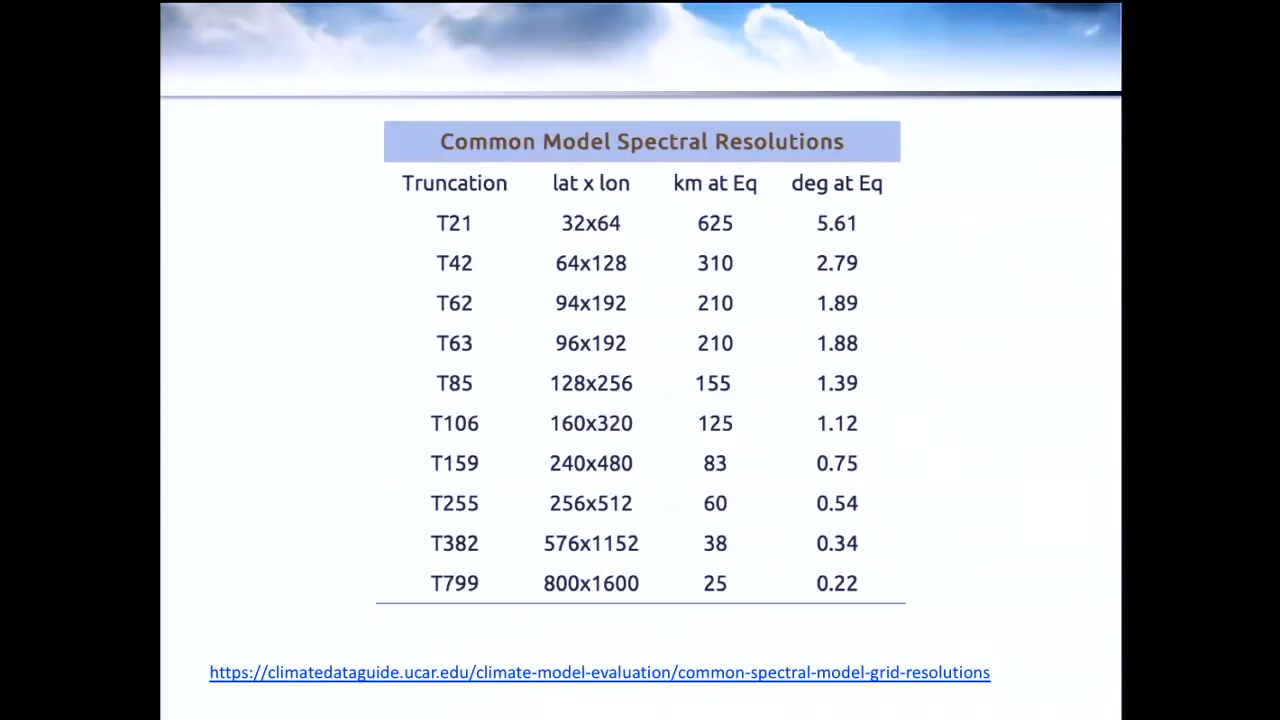 Common Model Spectral Resolutions
Truncation lat x lon km at Eq deg at Eq
T21 32x64 625 5.61
T42 64x128 310 2.79
T62 94x192 210 1.89
T63 96x192 210 1.88
T85 128x256 155 1.39
T106 160x320 125 1.12
T159 240x480 83 0.75
T255 256x512 60 0.54
T382 576x1152 38 0.34
T799 800x1600 25 0.22
https://climatedataguide.ucar.edu/climate-model-evaluation/common-spectral-model-grid-resolutions